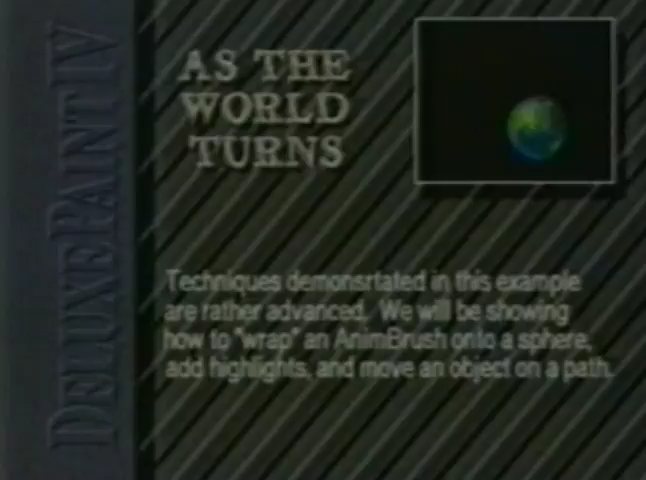 DELUXEPAINT IV
AS THE
WORLD
TURNS
Techniques demonsrtated in this example
are rather advanced. We will be showing
how to "wrap" an AnimBrush onto a sphere,
add highlights, and move an object on a path.